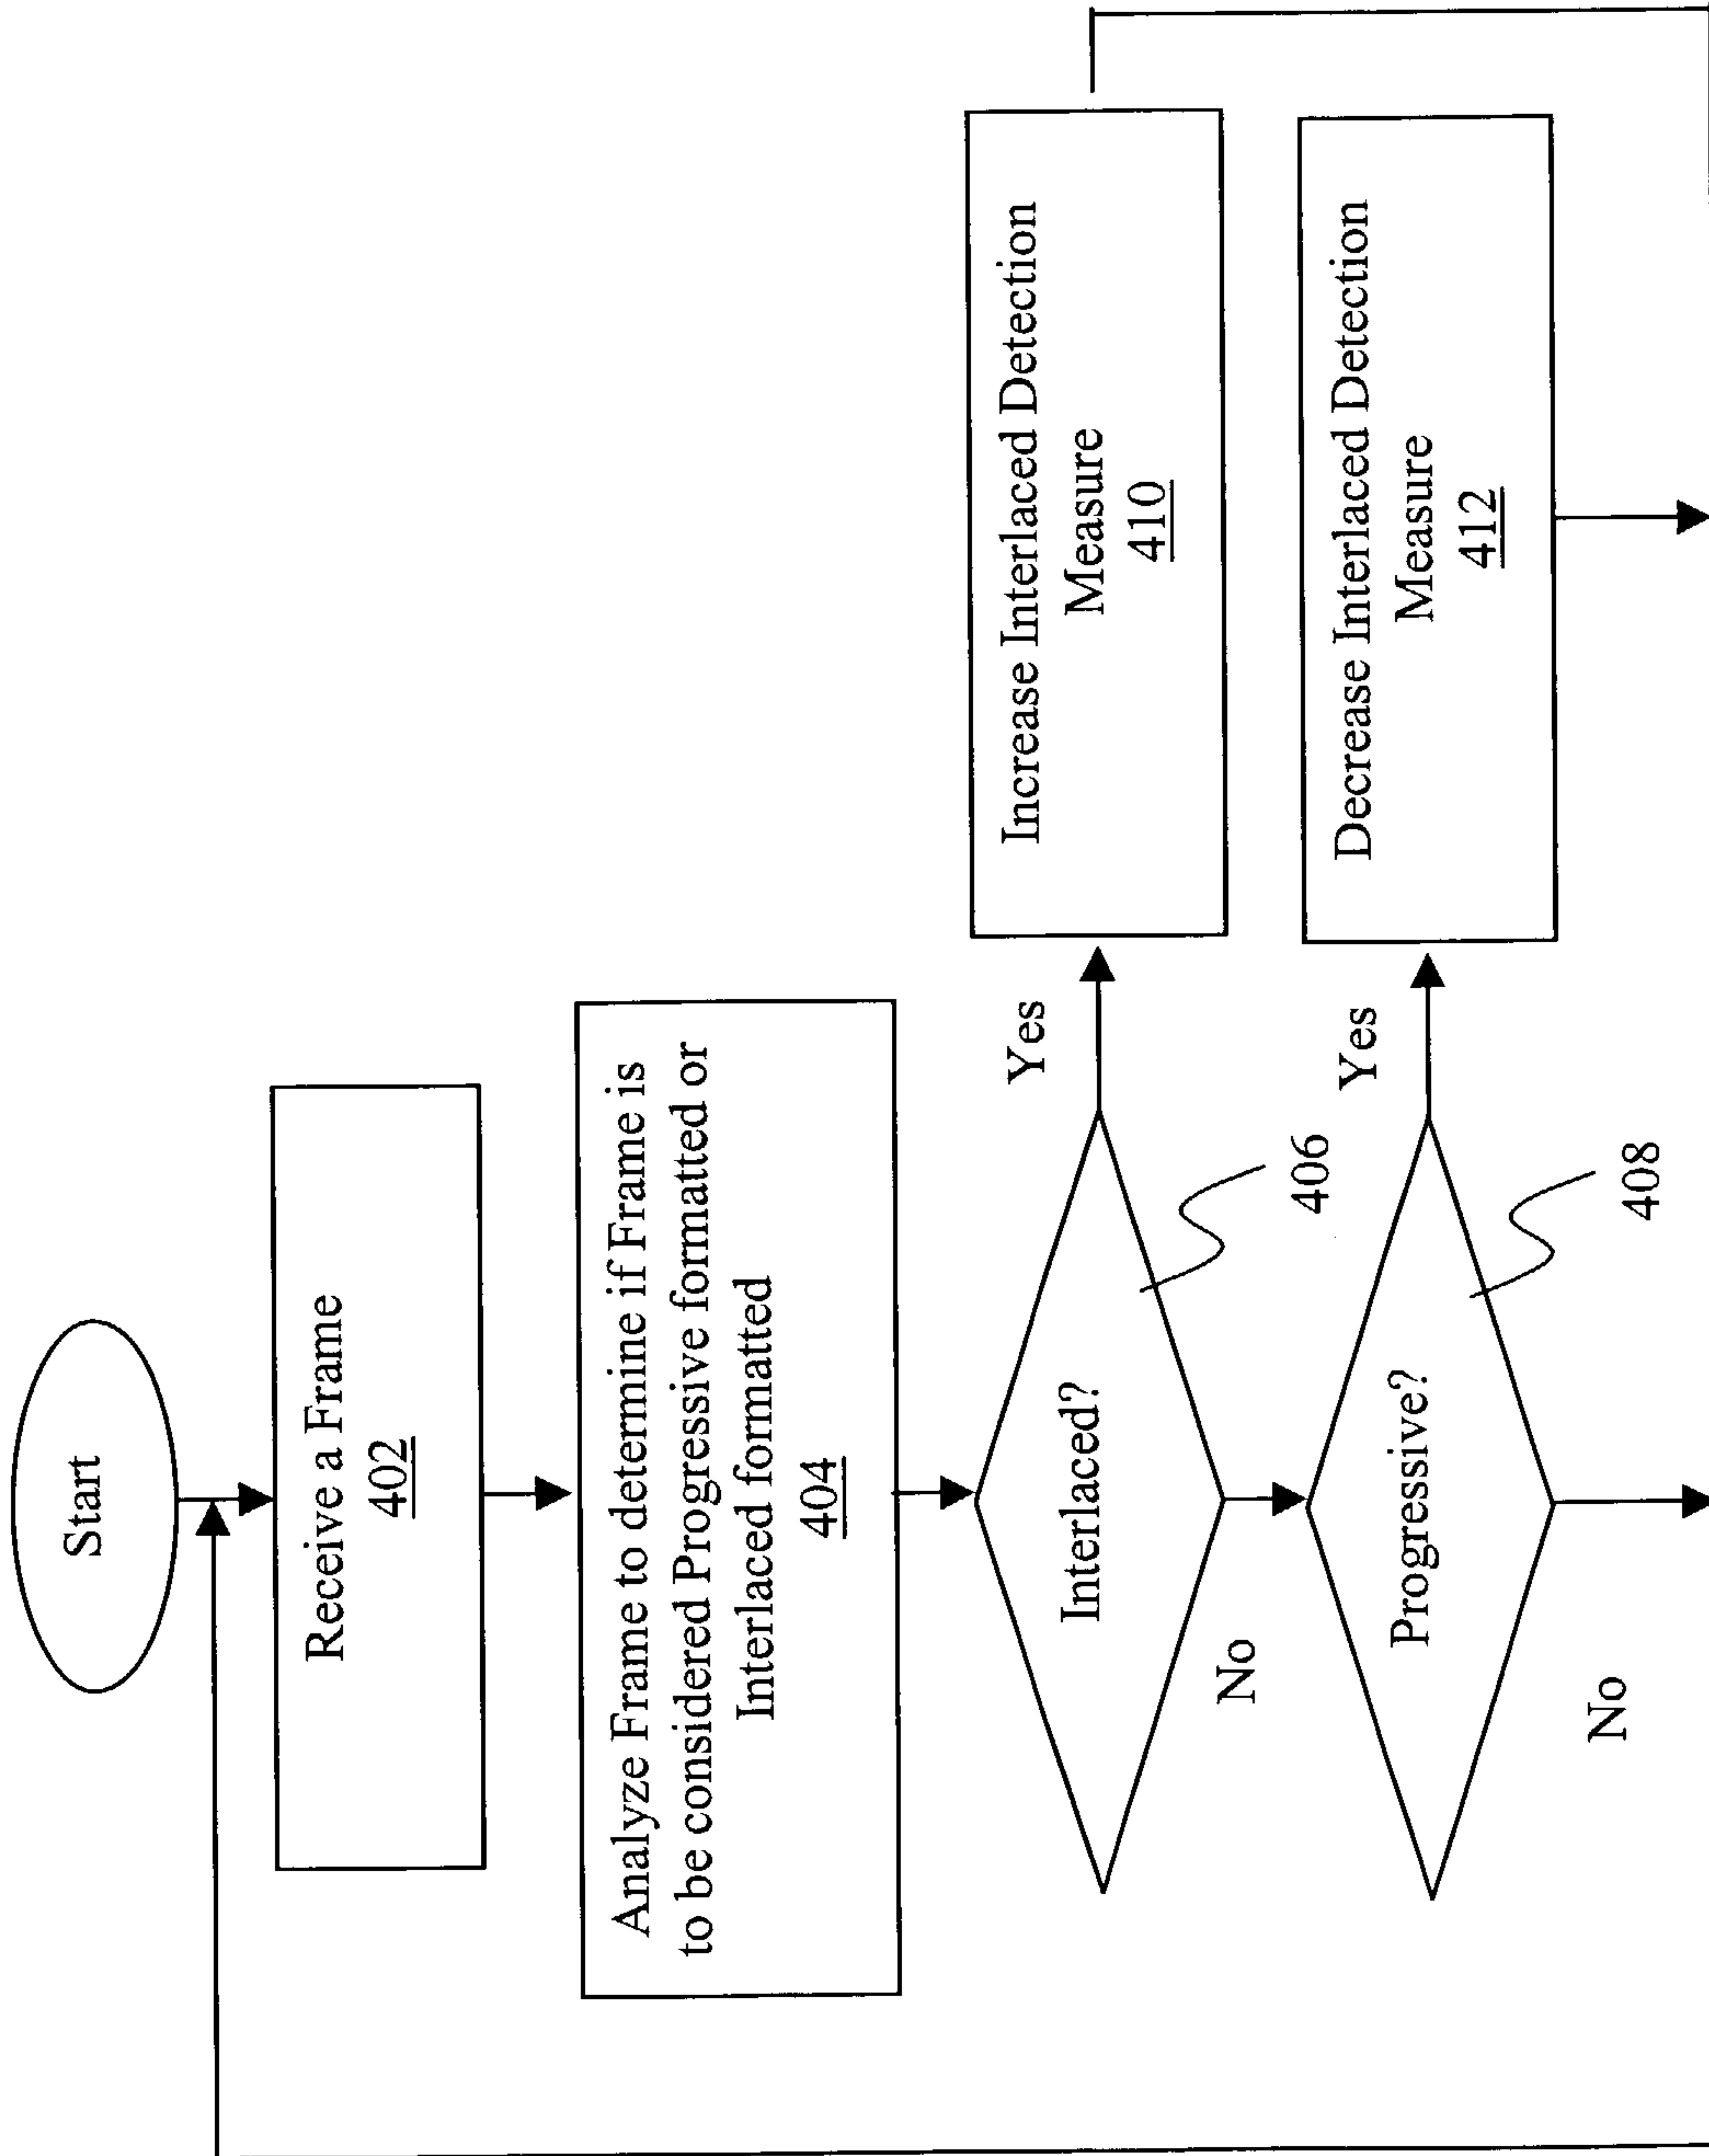 Start
Receive a Frame
402
Analyze Frame to determine if Frame is
to be considered Progressive formatted or
Interlaced formatted
404
Interlaced?
Yes
406
No
Increase Interlaced Detection
Measure
410
Progressive?
Yes
408
No
Decrease Interlaced Detection
Measure
412